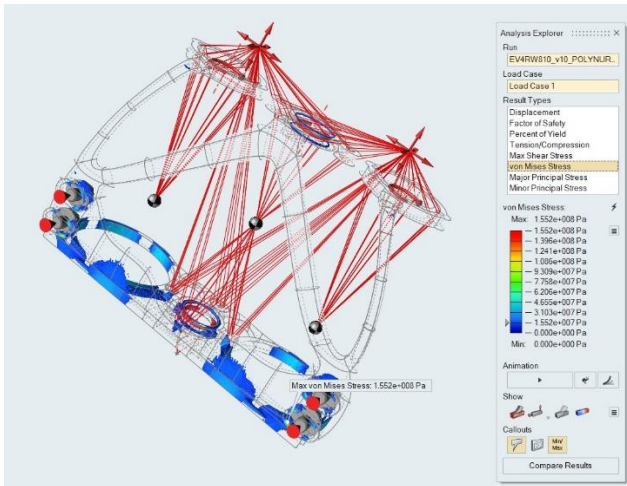 Analysis Explorer
Run
EV4RW810_v10_POLYNUR...
Load Case
Load Case 1
Result Types
Displacement
Factor of Safety
Percent of Yield
Tension/Compression
Max Shear Stress
von Mises Stress
Major Principal Stress
Minor Principal Stress
von Mises Stress:
Max: 1.552e+008 Pa
1.552e+008 Pa
1.396e+008 Pa
1.241e+008 Pa
1.086e+008 Pa
9.309e+007 Pa
7.758e+007 Pa
6.206e+007 Pa
4.655e+007 Pa
3.103e+007 Pa
1.552e+007 Pa
0.000e+000 Pa
Min: 0.000e+000 Pa
Max von Mises Stress: 1.552e+008 Pa
Animation
Show
Callouts
Min/
Max
Compare Results